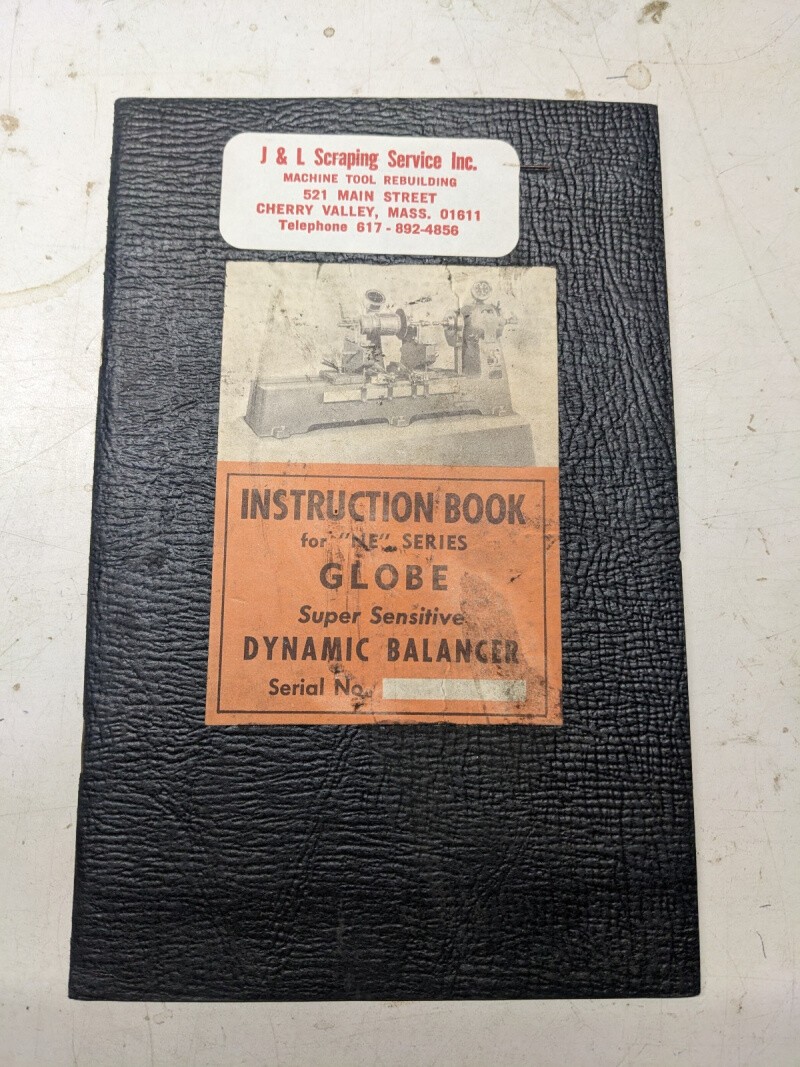 J & L Scraping Service Inc.
MACHINE TOOL REBUILDING
521 MAIN STREET
CHERRY VALLEY, MASS. 01611
Telephone 617 - 892-4856
INSTRUCTION BOOK
for "NE" SERIES
GLOBE
Super Sensitive
DYNAMIC BALANCER
Serial No.